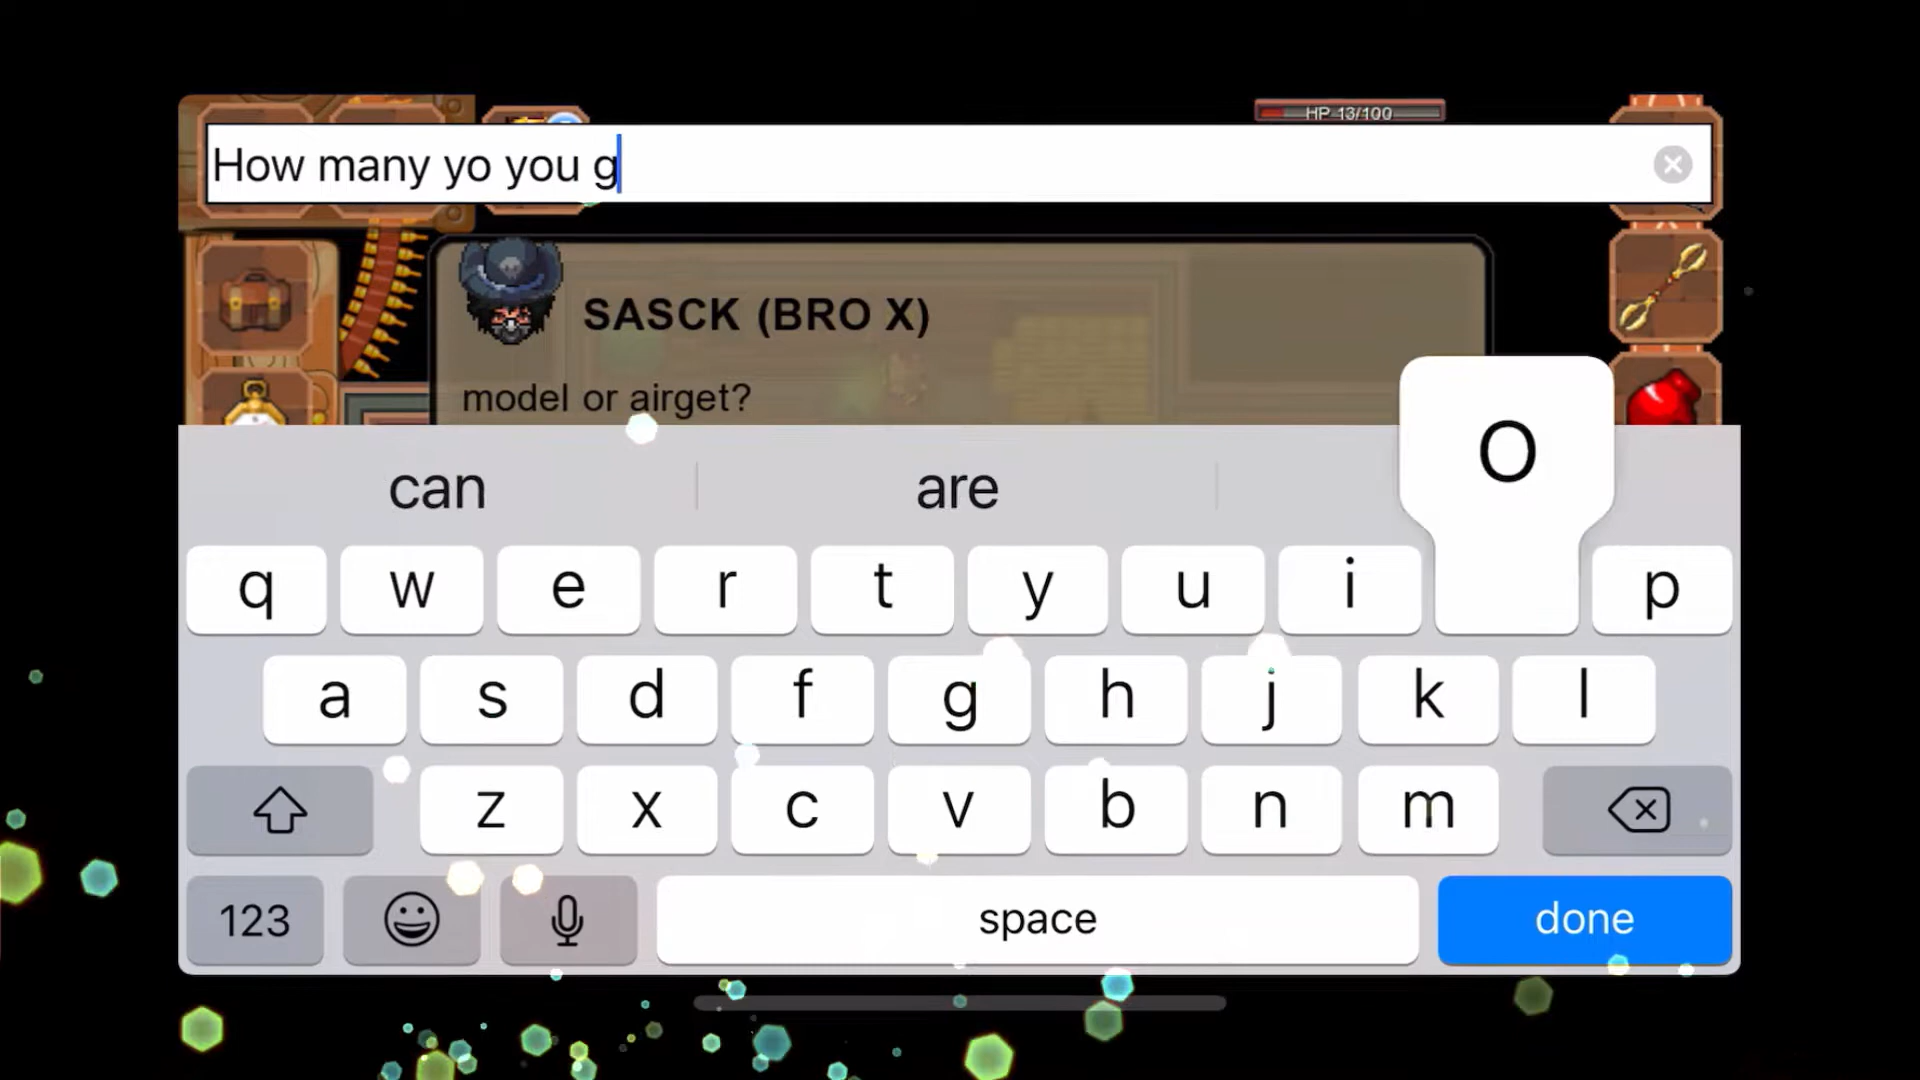 HP 13/100
How many yo you g
SASCK (BRO X)
model or airget?
can are
q w e r t y u i O p
a s d f g h j k l
z x c v b n m
123 space done